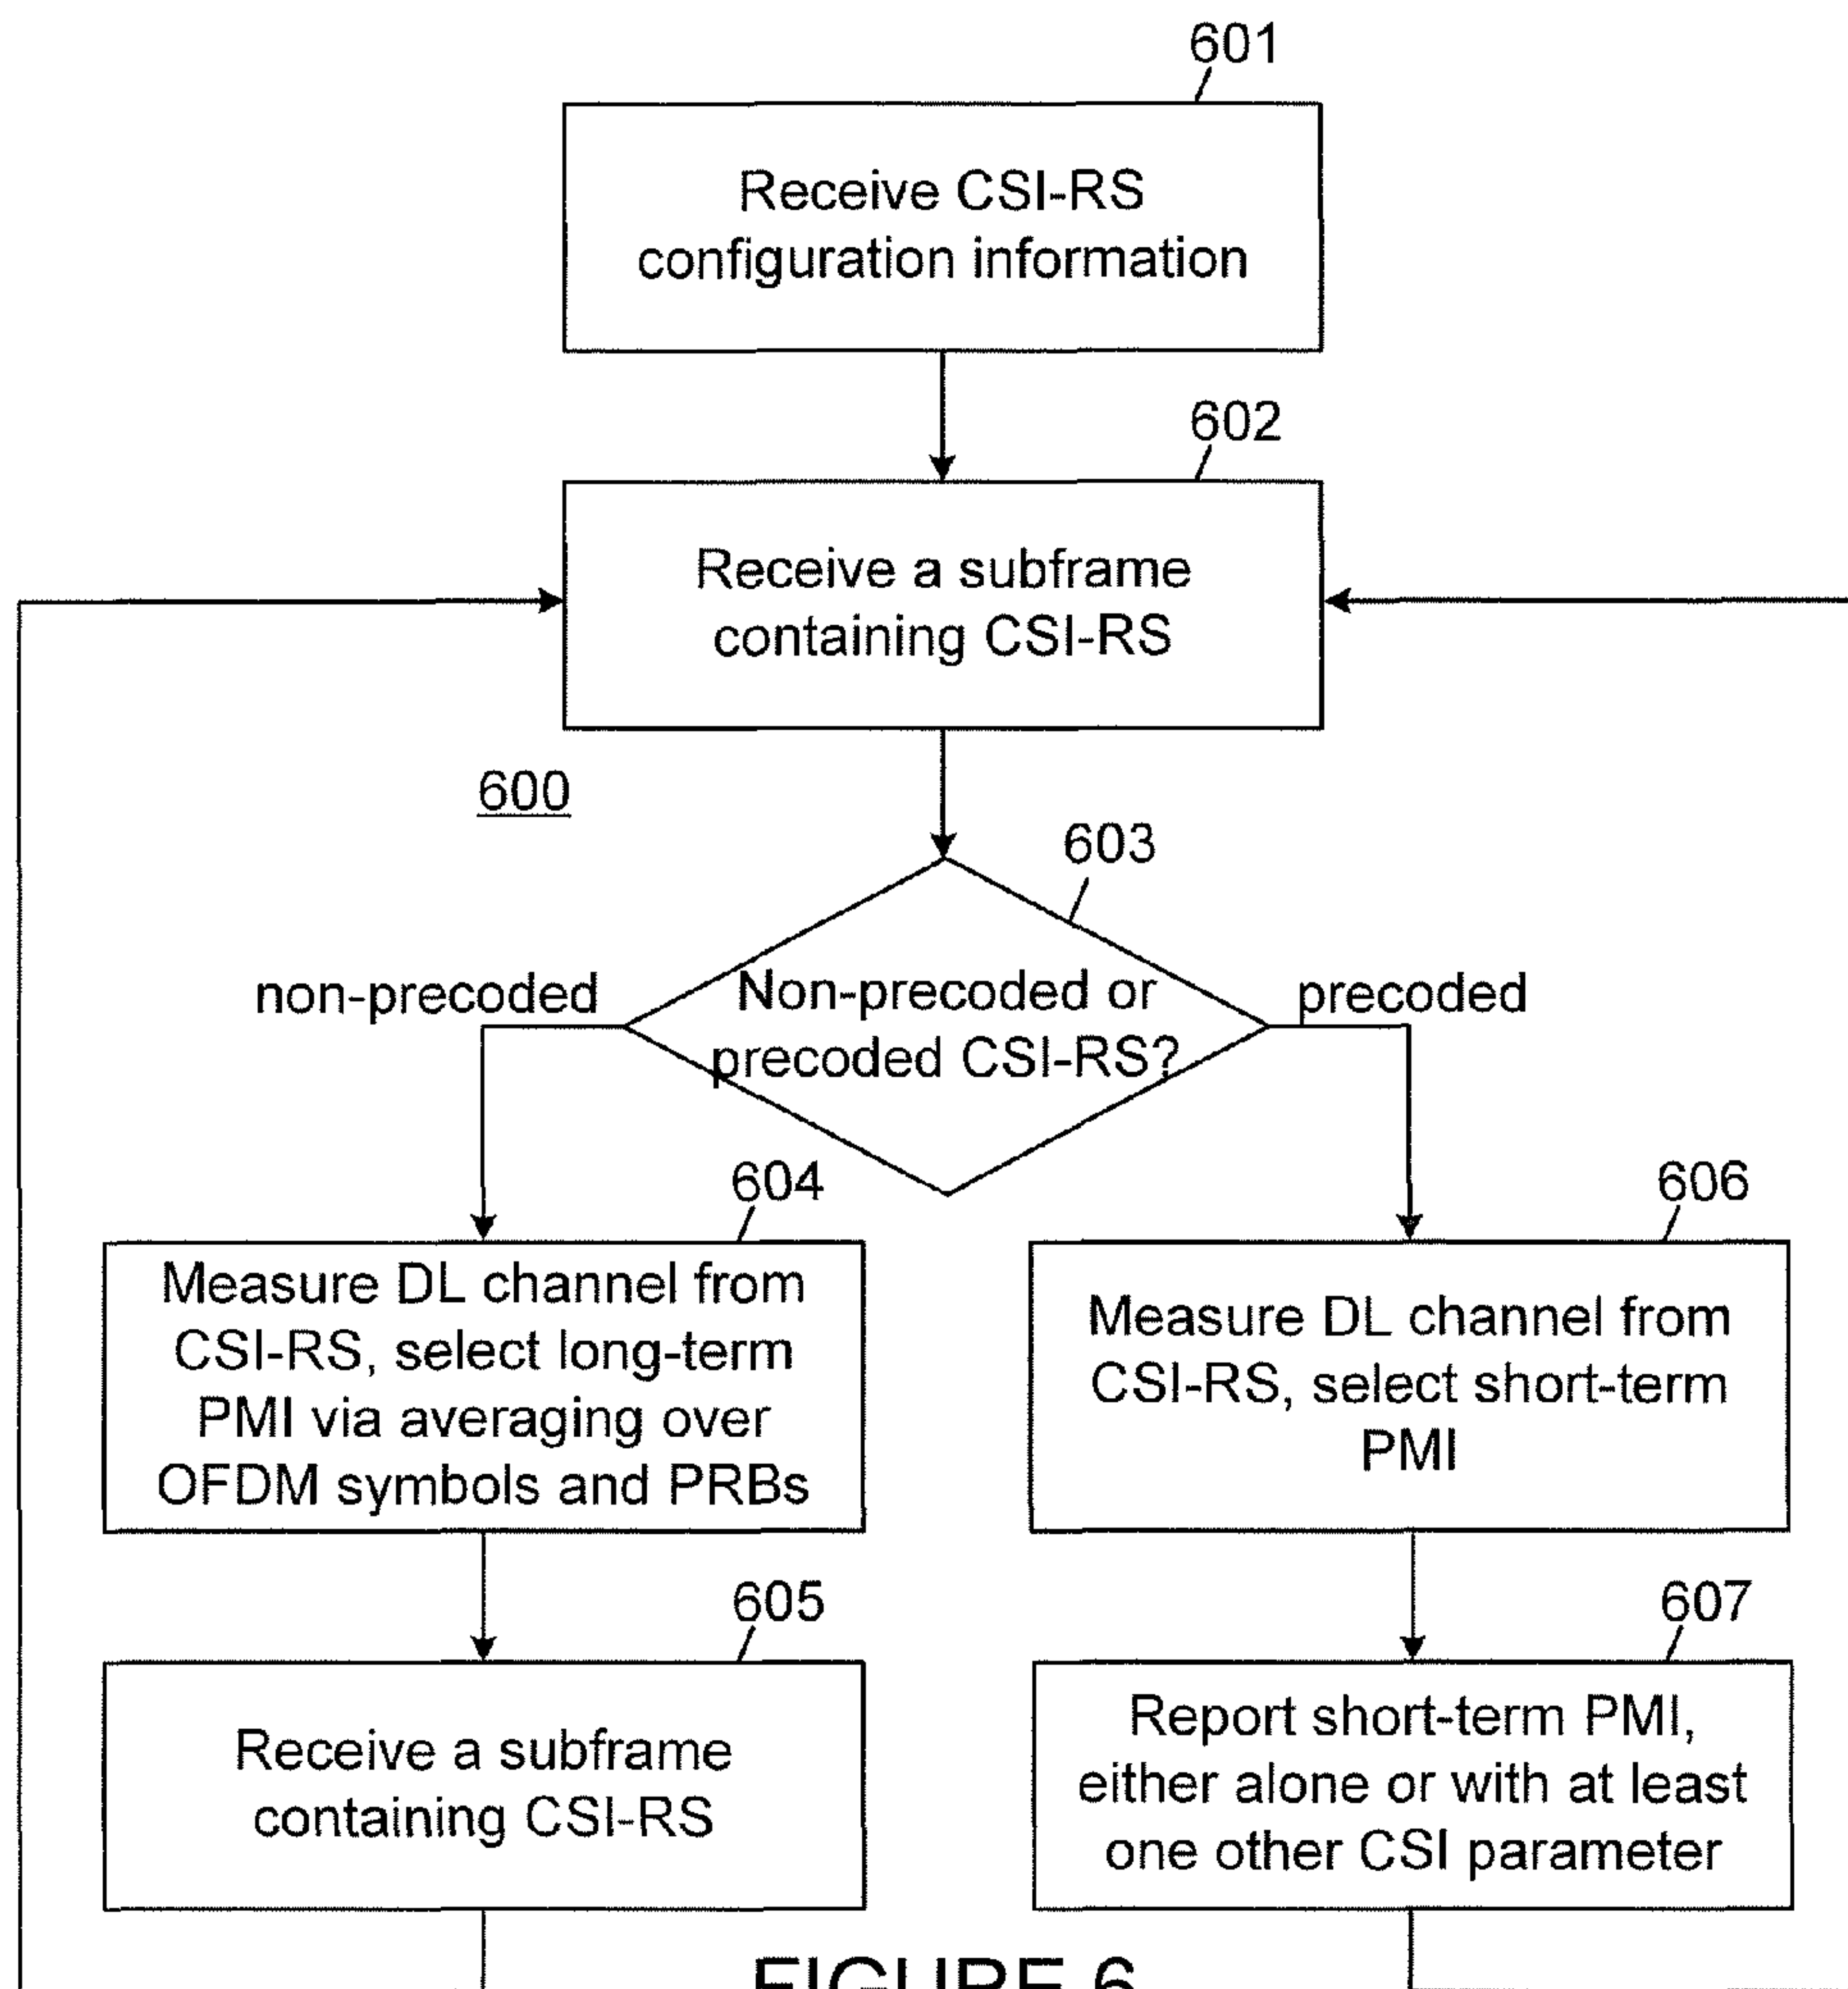 601
Receive CSI-RS
configuration information
602
Receive a subframe
containing CSI-RS
600
603
non-precoded
Non-precoded or
precoded CSI-RS?
precoded
604
Measure DL channel from
CSI-RS, select long-term
PMI via averaging over
OFDM symbols and PRBs
606
Measure DL channel from
CSI-RS, select short-term
PMI
605
Receive a subframe
containing CSI-RS
607
Report short-term PMI,
either alone or with at least
one other CSI parameter
FIGURE 6